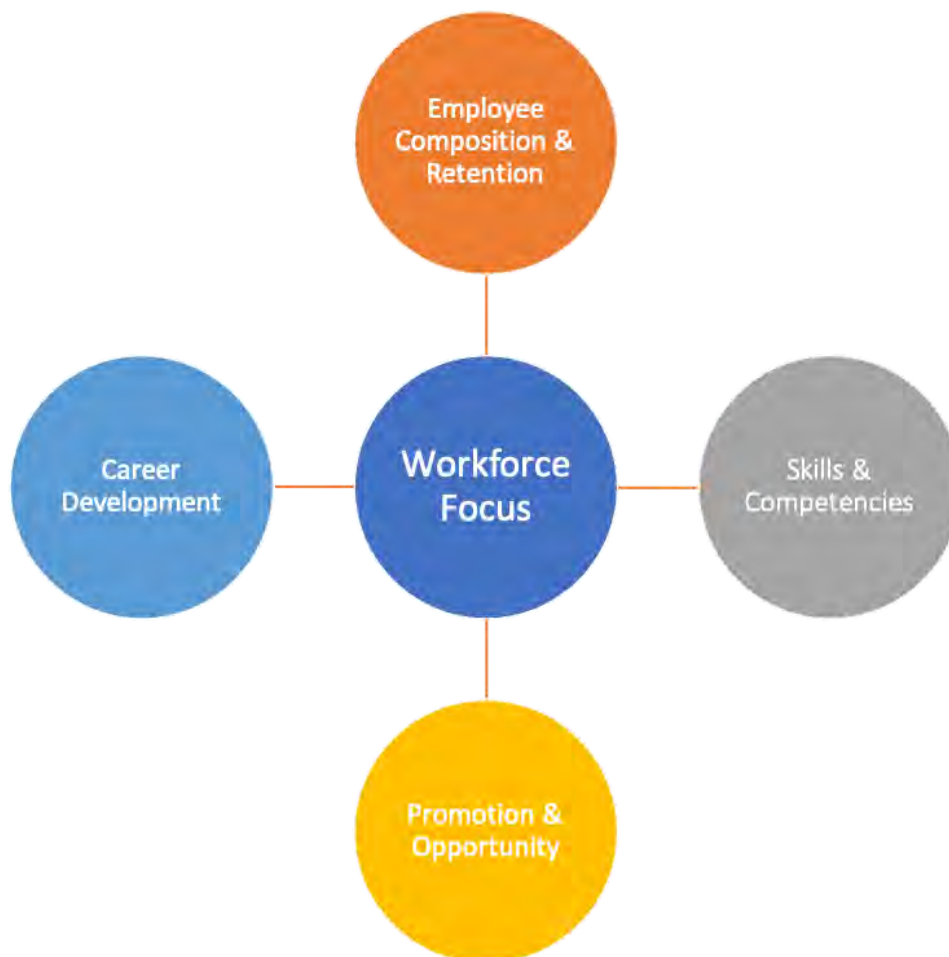 Employee
Composition &
Retention
Career
Development
Workforce
Focus
Skills &
Competencies
Promotion &
Opportunity